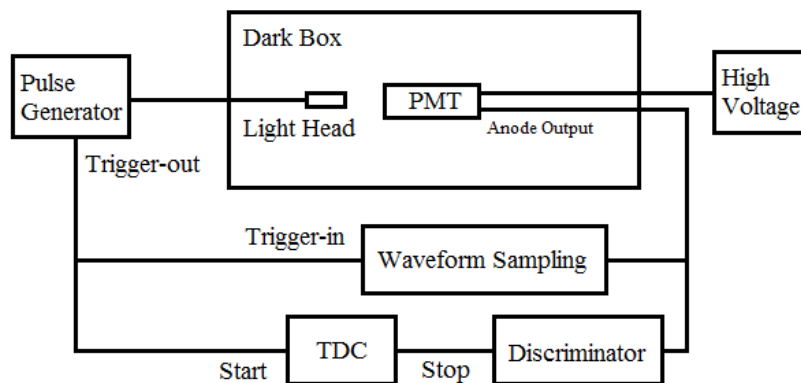 Dark Box
Pulse
Generator
PMT
High
Voltage
Light Head
Anode Output
Trigger-out
Trigger-in
Waveform Sampling
TDC
Discriminator
Start
Stop